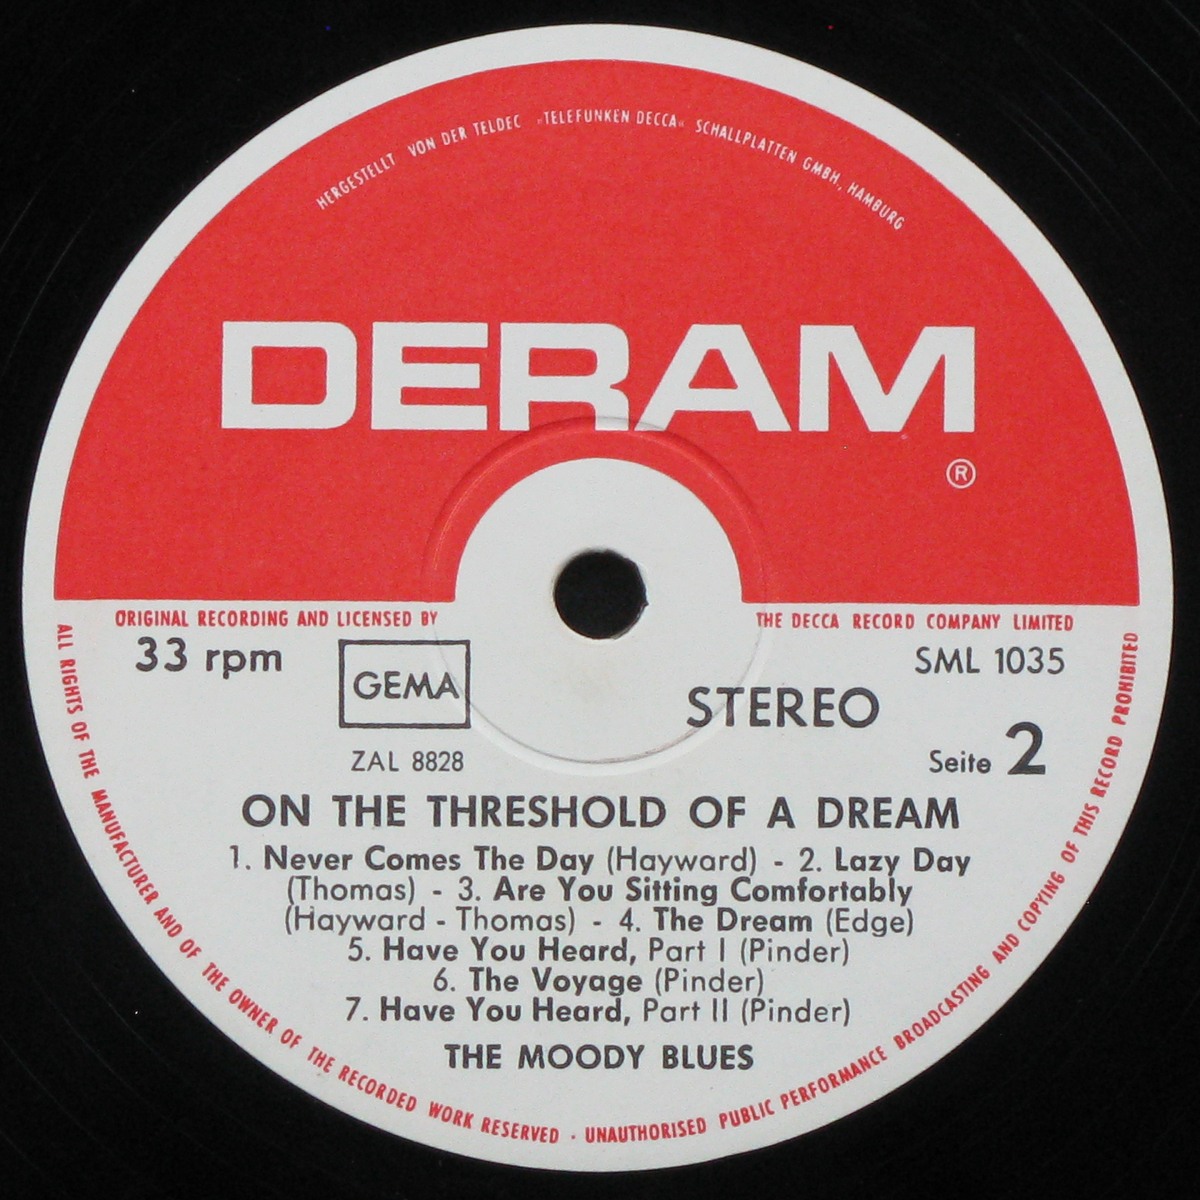 HERGESTELLT VON DER TELDEC „TELEFUNKEN DECCA“ SCHALLPLATTEN GMBH, HAMBURG
DERAM
®
ORIGINAL RECORDING AND LICENSED BY THE DECCA RECORD COMPANY LIMITED
33 rpm
GEMA
SML 1035
STEREO
ZAL 8828
Seite 2
ON THE THRESHOLD OF A DREAM
1. Never Comes The Day (Hayward) - 2. Lazy Day
(Thomas) - 3. Are You Sitting Comfortably
(Hayward - Thomas) - 4. The Dream (Edge)
5. Have You Heard, Part I (Pinder)
6. The Voyage (Pinder)
7. Have You Heard, Part II (Pinder)
THE MOODY BLUES
ALL RIGHTS OF THE MANUFACTURER AND OF THE OWNER OF THE RECORDED WORK RESERVED · UNAUTHORISED PUBLIC PERFORMANCE BROADCASTING AND COPYING OF THIS RECORD PROHIBITED